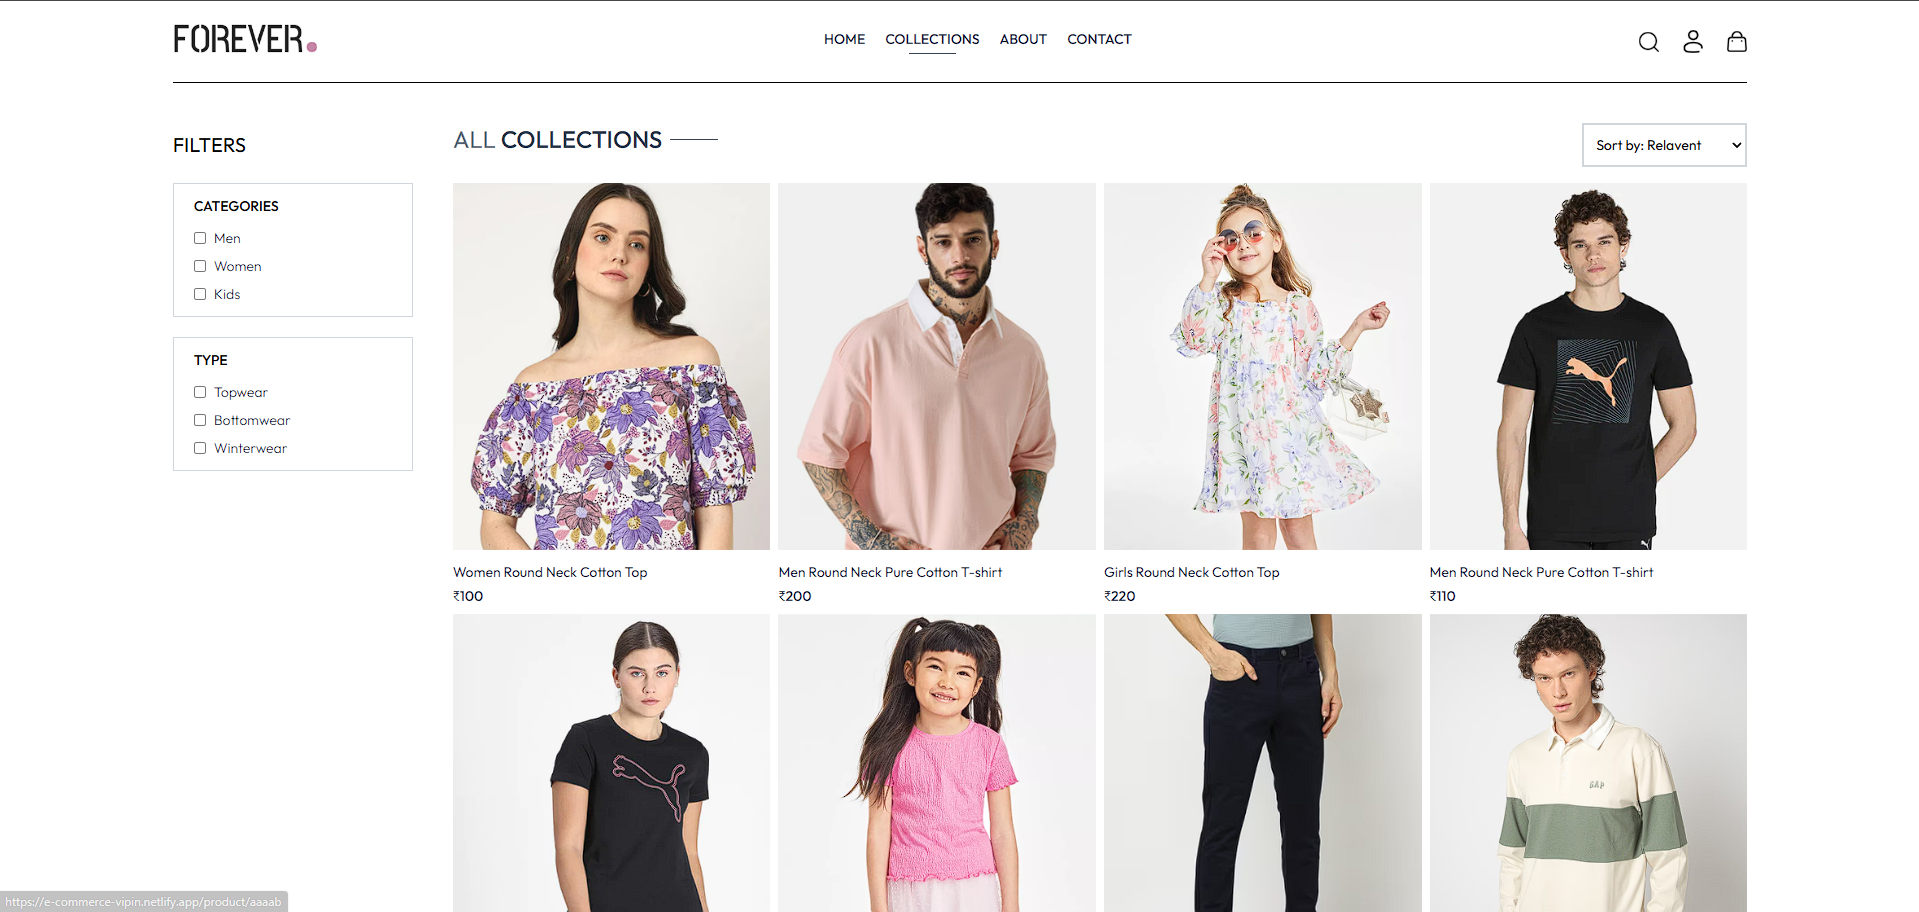 FOREVER.
HOME COLLECTIONS ABOUT CONTACT
FILTERS
CATEGORIES
Men
Women
Kids
TYPE
Topwear
Bottomwear
Winterwear
ALL COLLECTIONS
Sort by: Relavent
Women Round Neck Cotton Top
₹100
Men Round Neck Pure Cotton T-shirt
₹200
Girls Round Neck Cotton Top
₹220
Men Round Neck Pure Cotton T-shirt
₹110
GAP
https://e-commerce-vipin.netlify.app/product/aaaab